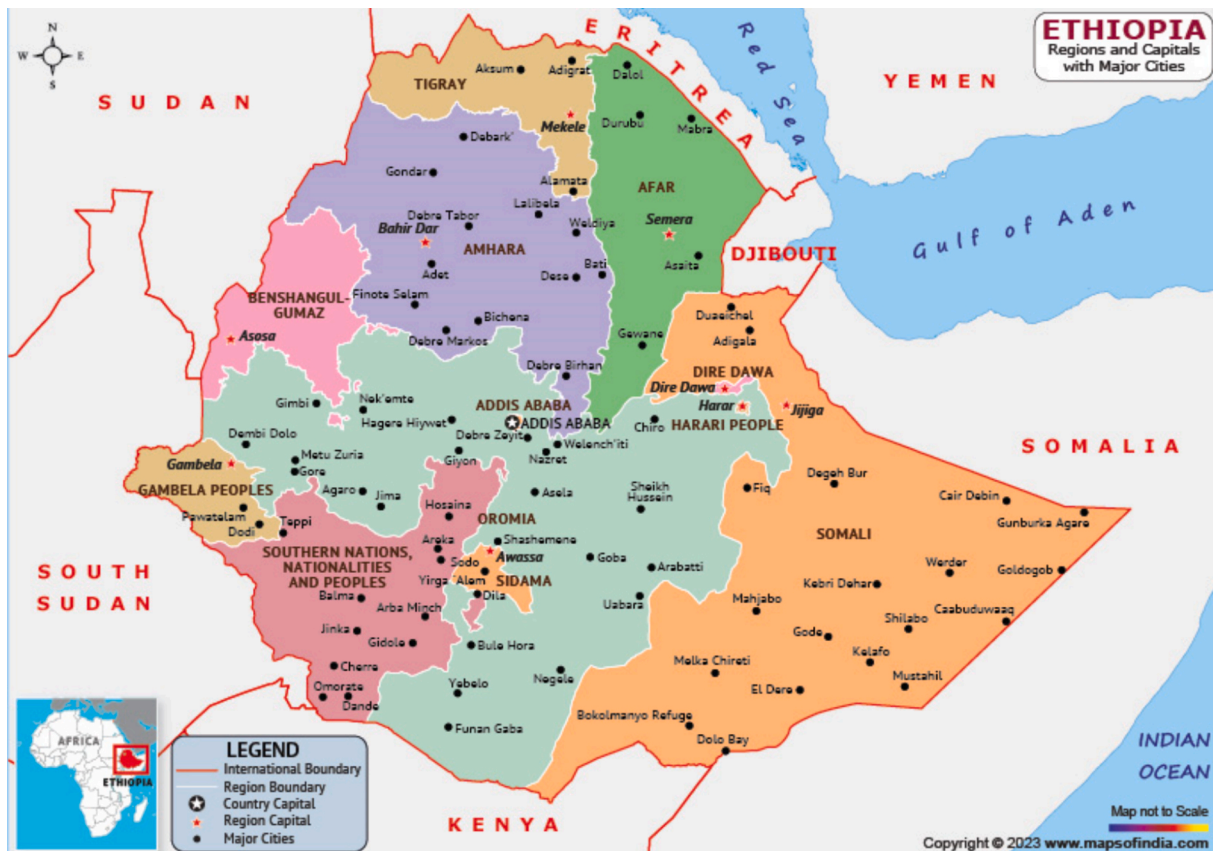 ETHIOPIA
Regions and Capitals
with Major Cities
N
W
E
S
ERITREA
Red Sea
YEMEN
SUDAN
Aksum
Adigrat
Dalol
TIGRAY
Durubu
Mabra
Mekele
Debark'
Gondar
Alamata
AFAR
Lalibela
Semera
Debre Tabor
Weldiya
Bahir Dar
Gulf of Aden
AMHARA
DJIBOUTI
Asaita
Adet
Dese
Bati
BENSHANGUL-
GUMAZ
Finote Selam
Bichena
Duaeichel
Asosa
Debre Markos
Gewane
Adigala
Debre Birhan
DIRE DAWA
Dire Dawa
Gimbi
Nek'emte
ADDIS ABABA
Harar
Jijiga
Hagere Hiywet
ADDIS ABABA
Chiro
HARARI PEOPLE
Debre Zeyit
Welench'iti
Dembi Dolo
SOMALIA
Metu Zuria
Giyon
Nazret
Gambela
Gore
Degeh Bur
GAMBELA PEOPLES
Agaro
Jima
Asela
Sheikh
Hussein
Fiq
Cair Debin
Pawatelam
Hosaina
Gunburka Agare
Dodi
Teppi
OROMIA
SOMALI
Shashemene
SOUTHERN NATIONS,
NATIONALITIES
AND PEOPLES
Areka
Awassa
Goba
Arabatti
Sodo
Werder
Goldogob
SOUTH
SUDAN
Yirga 'Alem
SIDAMA
Kebri Dehar
Balma
Dila
Uabara
Mahjabo
Caabuduwaaq
Arba Minch
Shilabo
Jinka
Gidole
Bule Hora
Gode
Kelafo
Cherre
Negele
Melka Chireti
Mustahil
Omorate
Dande
Yebelo
El Dere
Funan Gaba
Bokolmanyo Refuge
Dolo Bay
AFRICA
ETHIOPIA
LEGEND
International Boundary
Region Boundary
Country Capital
Region Capital
Major Cities
KENYA
INDIAN
OCEAN
Map not to Scale
Copyright © 2023 www.mapsofindia.com